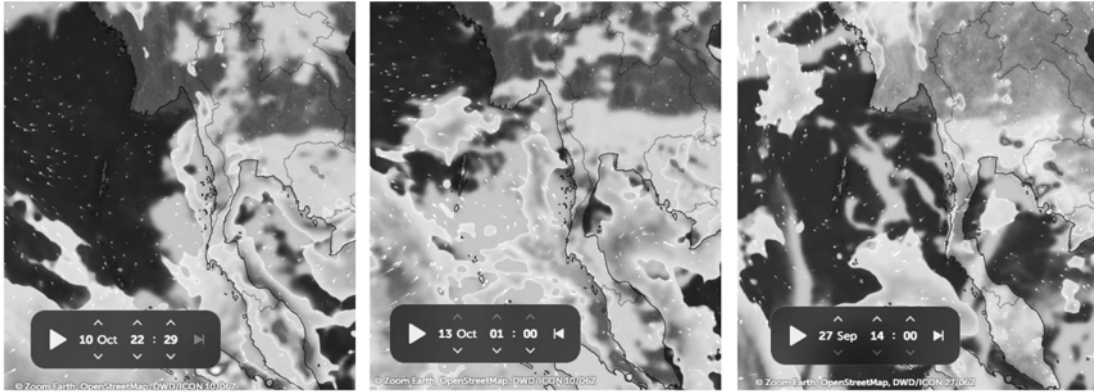 10 Oct 22 : 29
© Zoom Earth, OpenStreetMap, DWD/ICON 10/06Z
13 Oct 01 : 00
© Zoom Earth, OpenStreetMap, DWD/ICON 10/06Z
27 Sep 14 : 00
© Zoom Earth, OpenStreetMap, DWD/ICON 27/06Z